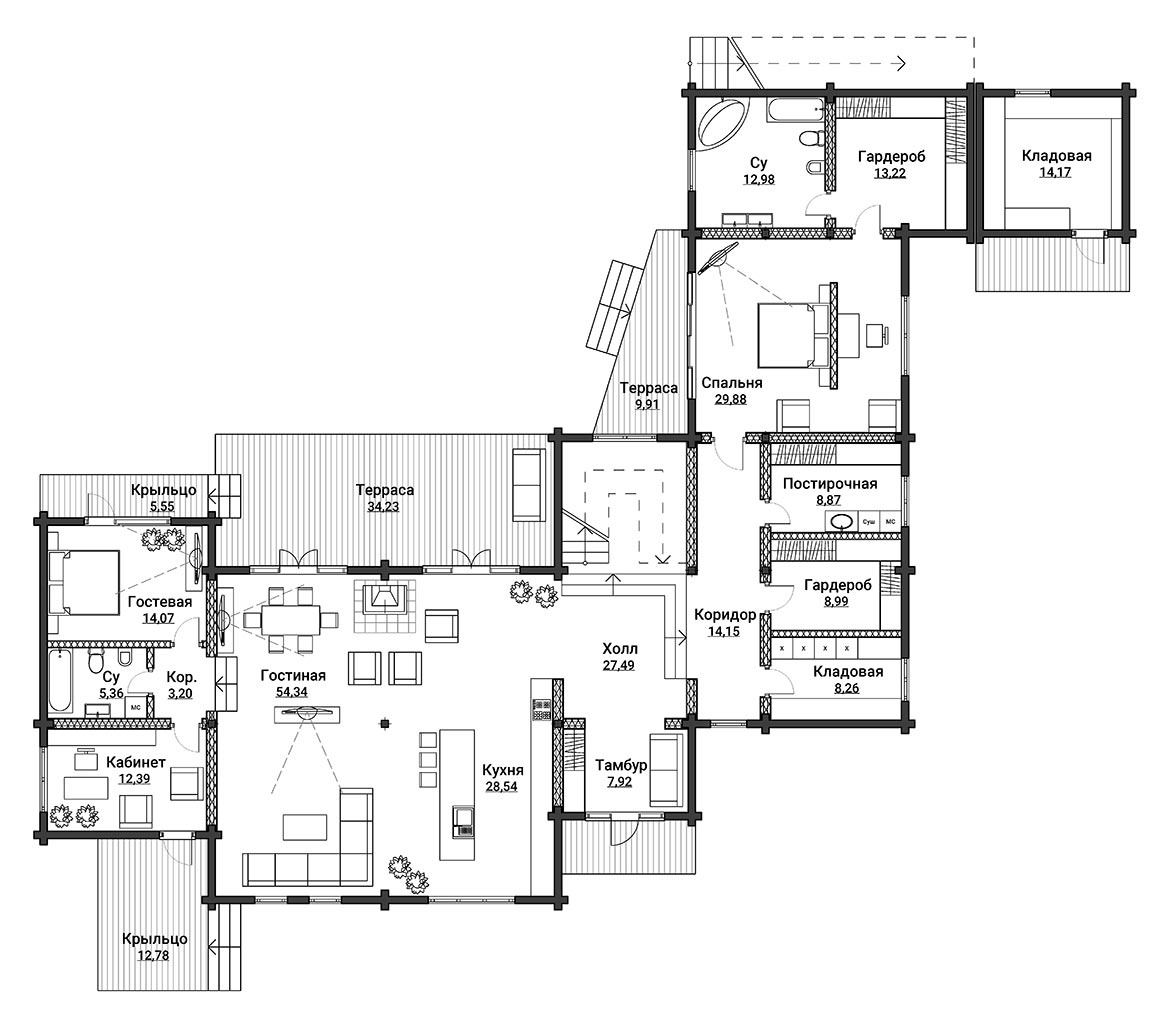 Су
12,98
Гардероб
13,22
Кладовая
14,17
Терраса
9,91
Спальня
29,88
Крыльцо
5,55
Терраса
34,23
Постирочная
8,87
Суш
МС
Гостевая
14,07
Гардероб
8,99
Коридор
14,15
Су
5,36
МС
Кор.
3,20
Гостиная
54,34
Холл
27,49
X X X X
Кладовая
8,26
Кабинет
12,39
Кухня
28,54
Тамбур
7,92
Крыльцо
12,78